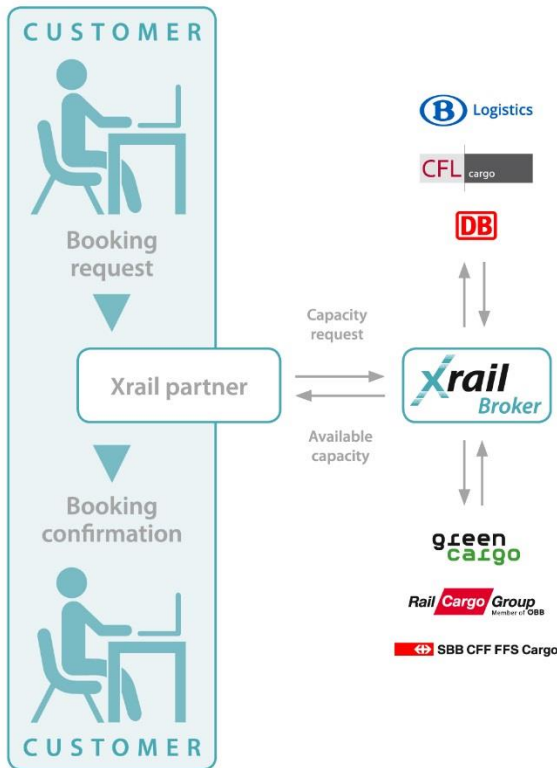 CUSTOMER
Booking
request
Xrail partner
Booking
confirmation
CUSTOMER
Capacity
request
Available
capacity
B Logistics
CFL cargo
DB
Xrail
Broker
green
cargo
Rail Cargo Group
Member of ÖBB
SBB CFF FFS Cargo